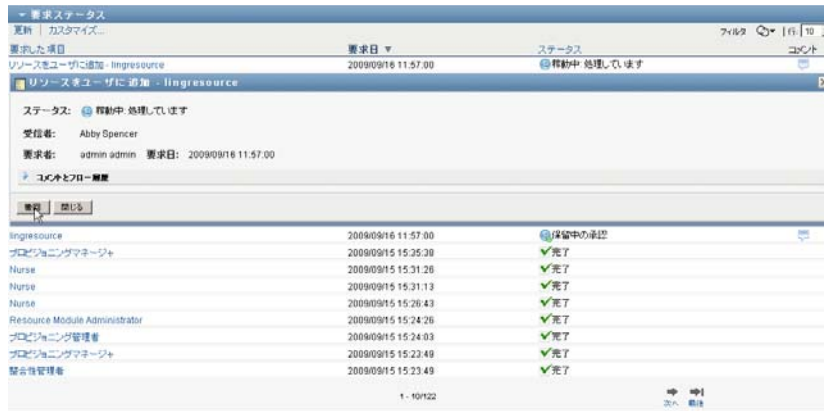 要求ステータス
更新 | カスタマイズ...
フィルタ | 行: 10
要求した項目 要求日 ステータス コメント
リソースをユーザに追加 - lingresource 2009/09/16 11:57:00 稼動中: 処理しています
リソースをユーザに追加 - lingresource
ステータス: 稼動中: 処理しています
受信者: Abby Spencer
要求者: admin admin 要求日: 2009/09/16 11:57:00
コメントとフロー履歴
撤回 閉じる
lingresource 2009/09/16 11:57:00 保留中の承認
プロビジョニングマネージャ 2009/09/15 15:35:38 完了
Nurse 2009/09/15 15:31:26 完了
Nurse 2009/09/15 15:31:13 完了
Nurse 2009/09/15 15:26:43 完了
Resource Module Administrator 2009/09/15 15:24:26 完了
プロビジョニング管理者 2009/09/15 15:24:03 完了
プロビジョニングマネージャ 2009/09/15 15:23:49 完了
整合性管理者 2009/09/15 15:23:49 完了
1 - 10/122
次へ 最後